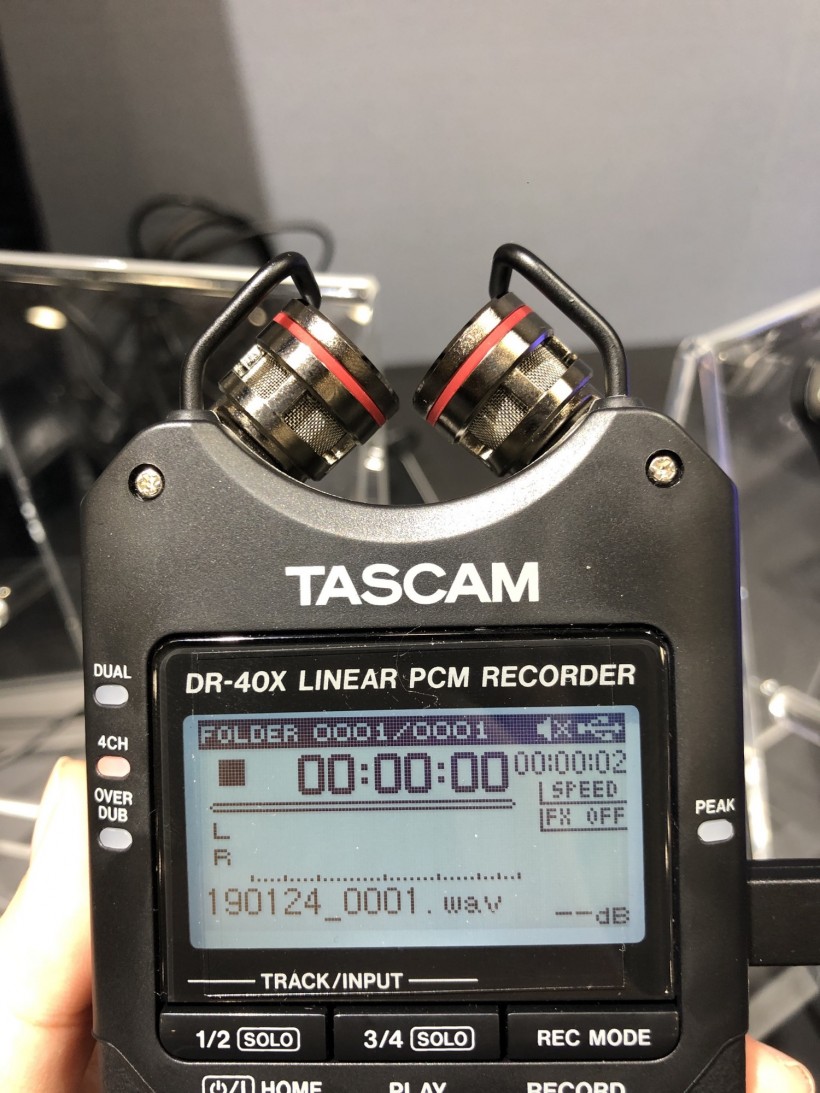 TASCAM
DR-40X LINEAR PCM RECORDER
DUAL
4CH
OVER
DUB
PEAK
FOLDER 0001/0001
00:00:00 00:00:02
SPEED
FX OFF
L
R
190124_0001.wav --dB
TRACK/INPUT
1/2 SOLO 3/4 SOLO REC MODE
HOME PLAY RECORD